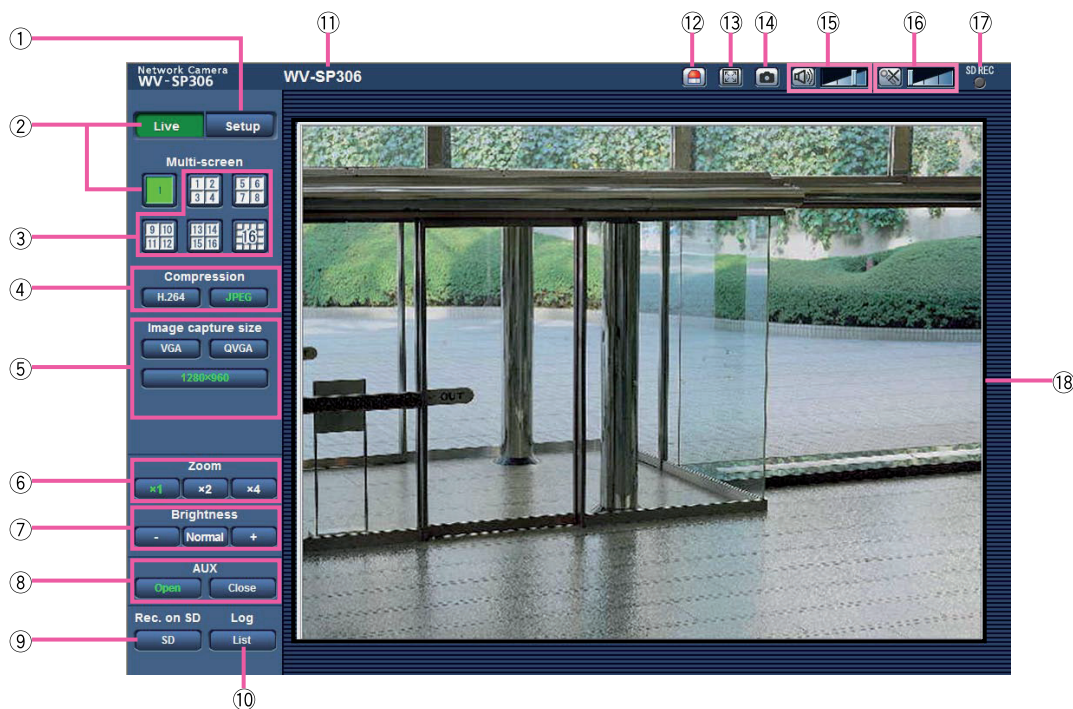 ⑪ ⑫ ⑬ ⑭ ⑮ ⑯ ⑰
①
Network Camera
WV-SP306
WV-SP306
SD REC
② Live Setup
Multi-screen
1
1 2
3 4
5 6
7 8
③
9 10
11 12
13 14
15 16
16
④ Compression
H.264 JPEG
⑤ Image capture size
VGA QVGA
1280×960
OUT
⑱
⑥ Zoom
×1 ×2 ×4
⑦ Brightness
- Normal +
⑧ AUX
Open Close
Rec. on SD Log
⑨ SD List
⑩